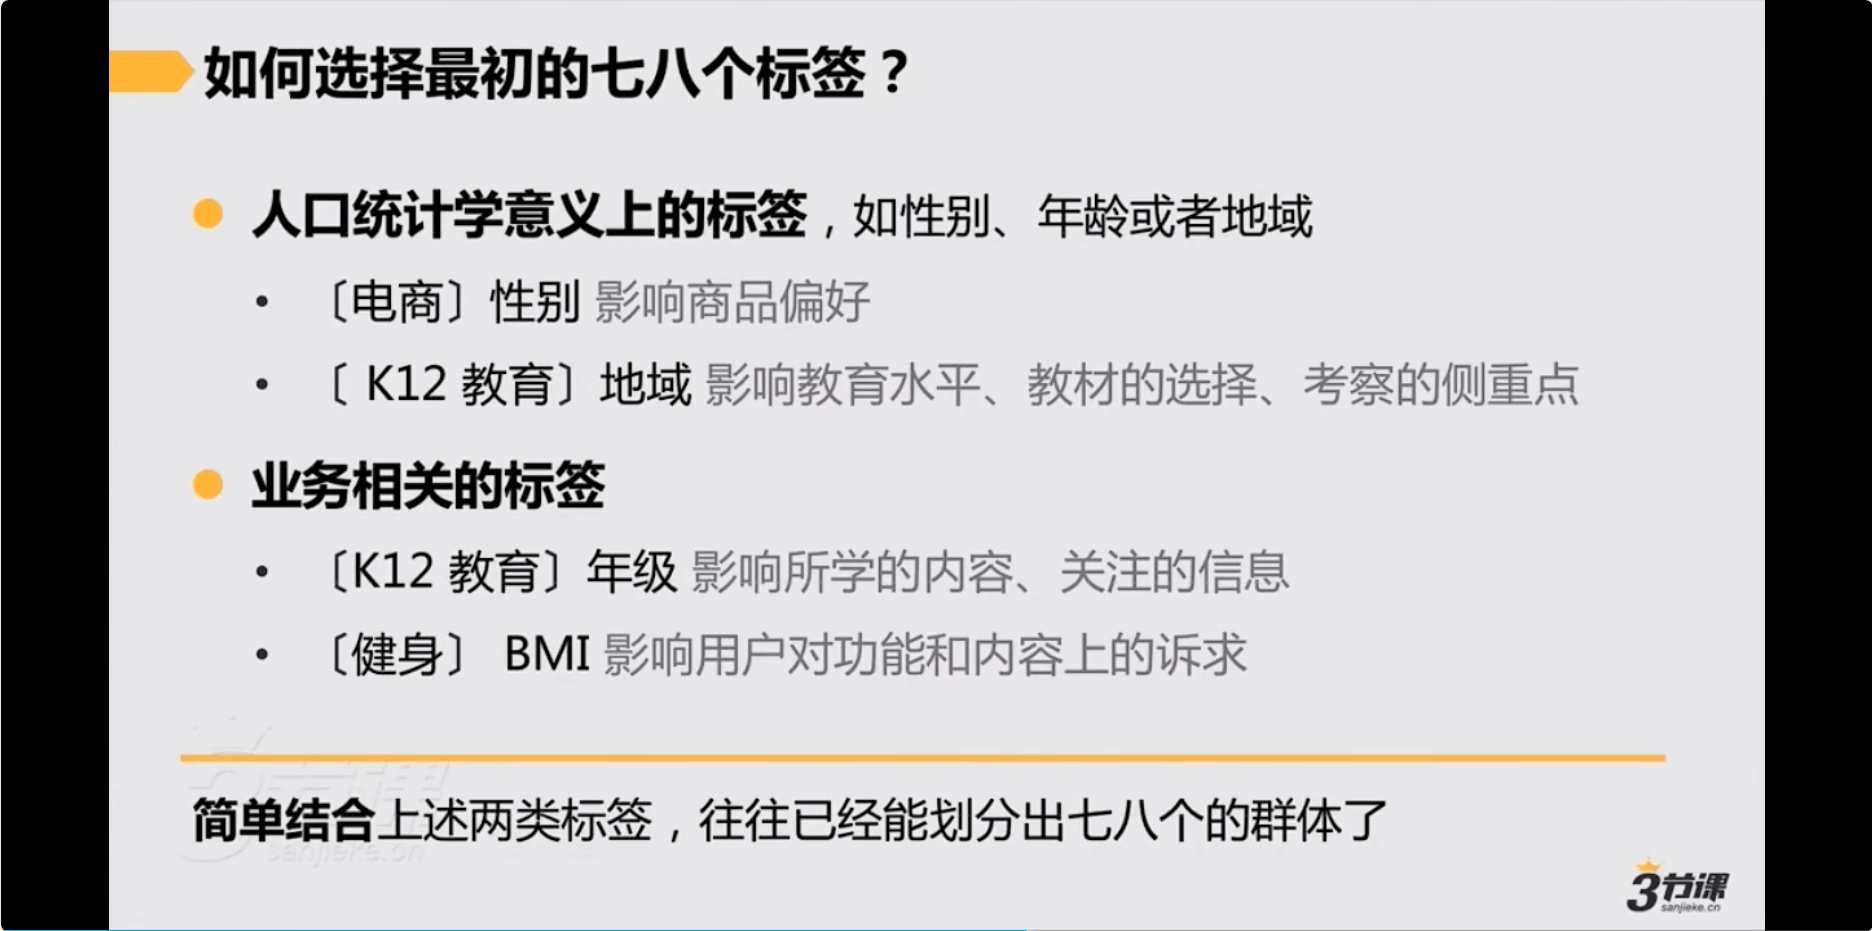 如何选择最初的七八个标签？
人口统计学意义上的标签，如性别、年龄或者地域
• 〔电商〕性别 影响商品偏好
• 〔 K12 教育〕地域 影响教育水平、教材的选择、考察的侧重点
业务相关的标签
• 〔K12 教育〕年级 影响所学的内容、关注的信息
• 〔健身〕 BMI 影响用户对功能和内容上的诉求
简单结合上述两类标签，往往已经能划分出七八个的群体了
3节课
sanjieke.cn
3节课
sanjieke.cn